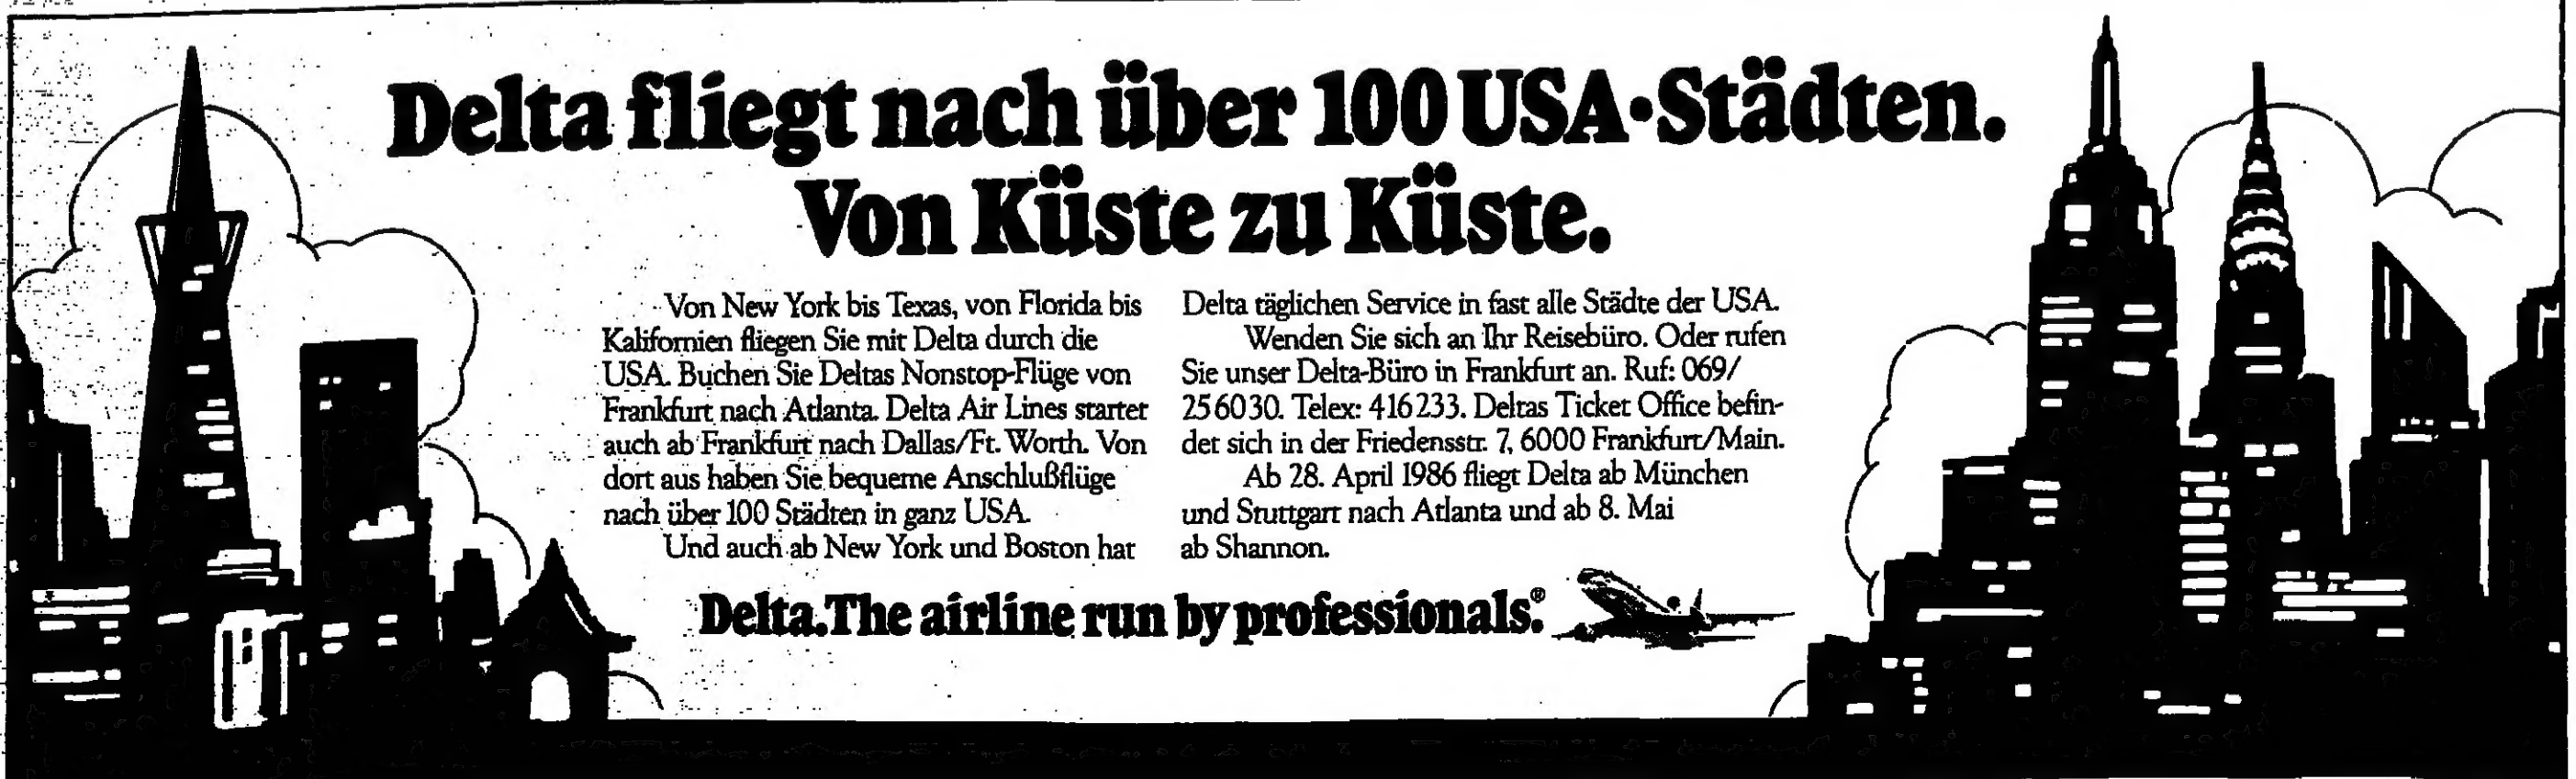 Delta fliegt nach über 100 USA-Städten.
Von Küste zu Küste.
Von New York bis Texas, von Florida bis
Kalifornien fliegen Sie mit Delta durch die
USA. Buchen Sie Deltas Nonstop-Flüge von
Frankfurt nach Atlanta. Delta Air Lines startet
auch ab Frankfurt nach Dallas/Ft. Worth. Von
dort aus haben Sie bequeme Anschlußflüge
nach über 100 Städten in ganz USA.
Und auch ab New York und Boston hat
Delta täglichen Service in fast alle Städte der USA.
Wenden Sie sich an Ihr Reisebüro. Oder rufen
Sie unser Delta-Büro in Frankfurt an. Ruf: 069/
25 60 30. Telex: 416 233. Deltas Ticket Office befin-
det sich in der Friedensstr. 7, 6000 Frankfurt/Main.
Ab 28. April 1986 fliegt Delta ab München
und Stuttgart nach Atlanta und ab 8. Mai
ab Shannon.
Delta. The airline run by professionals.®